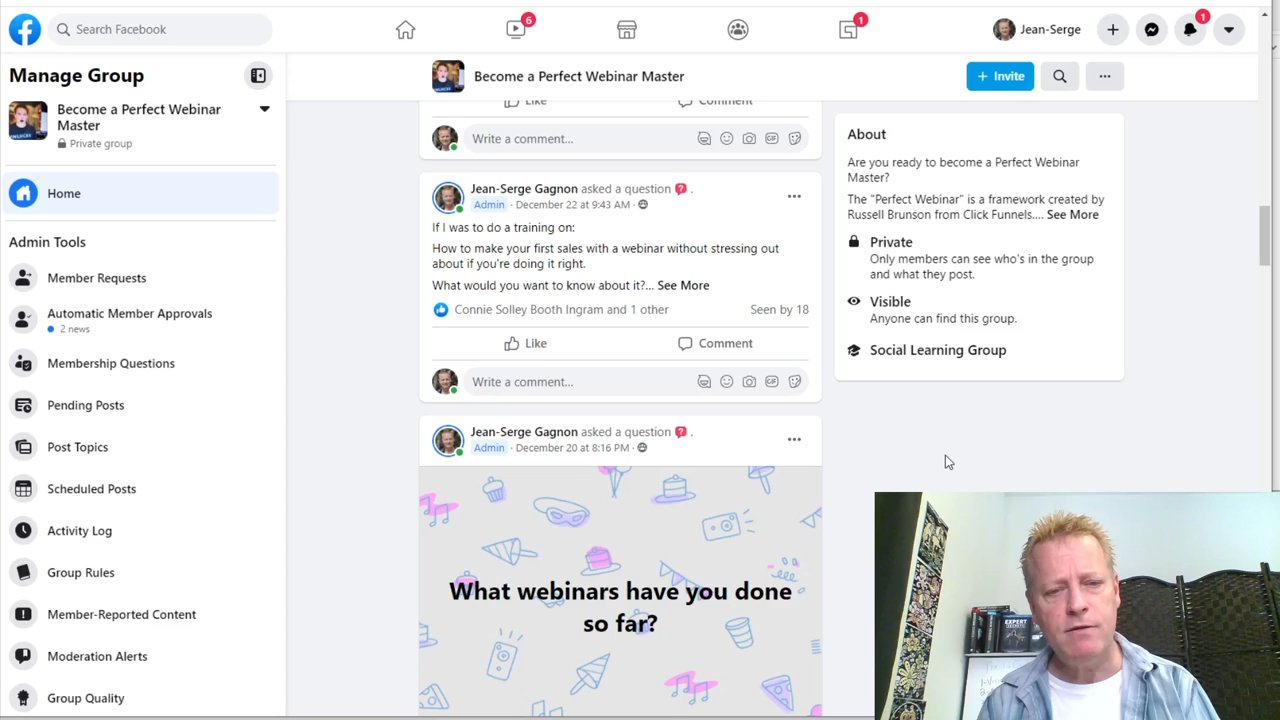 Search Facebook
6
1
Jean-Serge
1
Manage Group
Become a Perfect Webinar
Master
Private group
Home
Admin Tools
Member Requests
Automatic Member Approvals
2 news
Membership Questions
Pending Posts
Post Topics
Scheduled Posts
Activity Log
Group Rules
Member-Reported Content
Moderation Alerts
Group Quality
Become a Perfect Webinar Master
+ Invite
Like Comment
Write a comment...
GIF
Jean-Serge Gagnon asked a question .
Admin · December 22 at 9:43 AM ·
If I was to do a training on:
How to make your first sales with a webinar without stressing out
about if you're doing it right.
What would you want to know about it?... See More
Connie Solley Booth Ingram and 1 other Seen by 18
Like Comment
Write a comment...
GIF
Jean-Serge Gagnon asked a question .
Admin · December 20 at 8:16 PM ·
What webinars have you done
so far?
About
Are you ready to become a Perfect Webinar
Master?
The "Perfect Webinar" is a framework created by
Russell Brunson from Click Funnels.... See More
Private
Only members can see who's in the group
and what they post.
Visible
Anyone can find this group.
Social Learning Group
EXPERT